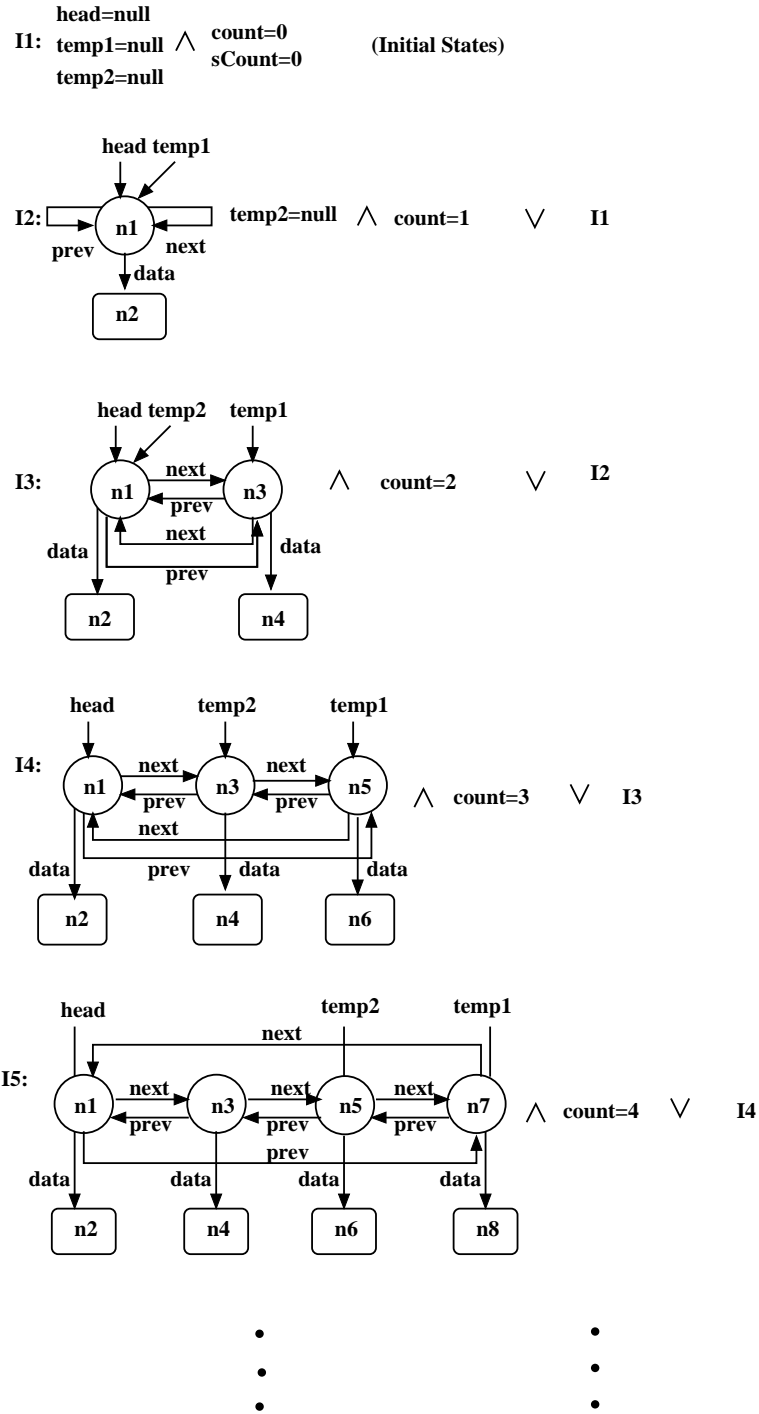 head=null
I1: temp1=null ∧ count=0 (Initial States)
sCount=0
temp2=null
head temp1
I2: n1 temp2=null ∧ count=1 ∨ I1
prev next
data
n2
head temp2 temp1
I3: n1 next n3 ∧ count=2 ∨ I2
prev
next
data data
prev
n2 n4
head temp2 temp1
I4: n1 next n3 next n5 ∧ count=3 ∨ I3
prev prev
next
data prev data data
n2 n4 n6
head temp2 temp1
next
I5: n1 next n3 next n5 next n7 ∧ count=4 ∨ I4
prev prev prev
prev
data data data data
n2 n4 n6 n8